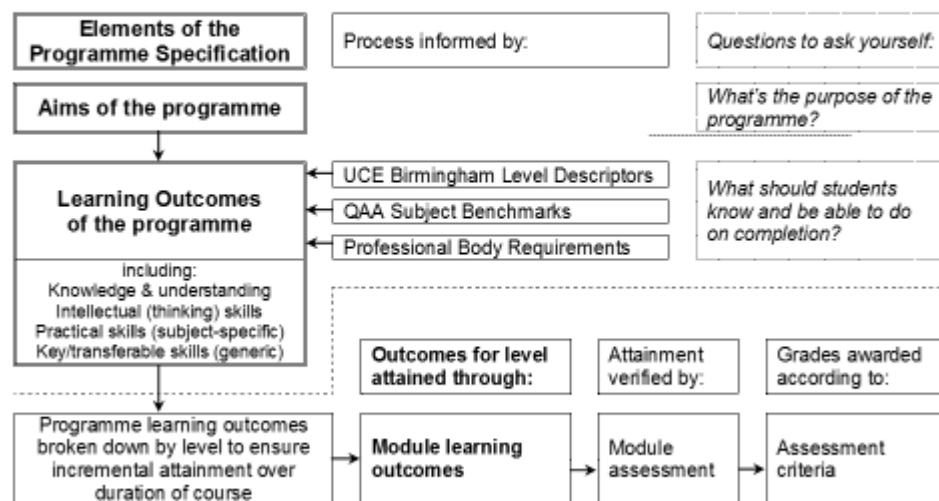 Elements of the
Programme Specification
Process informed by:
Questions to ask yourself:
Aims of the programme
What's the purpose of the
programme?
Learning Outcomes
of the programme
UCE Birmingham Level Descriptors
QAA Subject Benchmarks
Professional Body Requirements
What should students
know and be able to do
on completion?
including:
Knowledge & understanding
Intellectual (thinking) skills
Practical skills (subject-specific)
Key/transferable skills (generic)
Outcomes for level
attained through:
Attainment
verified by:
Grades awarded
according to:
Programme learning outcomes
broken down by level to ensure
incremental attainment over
duration of course
Module learning
outcomes
Module
assessment
Assessment
criteria